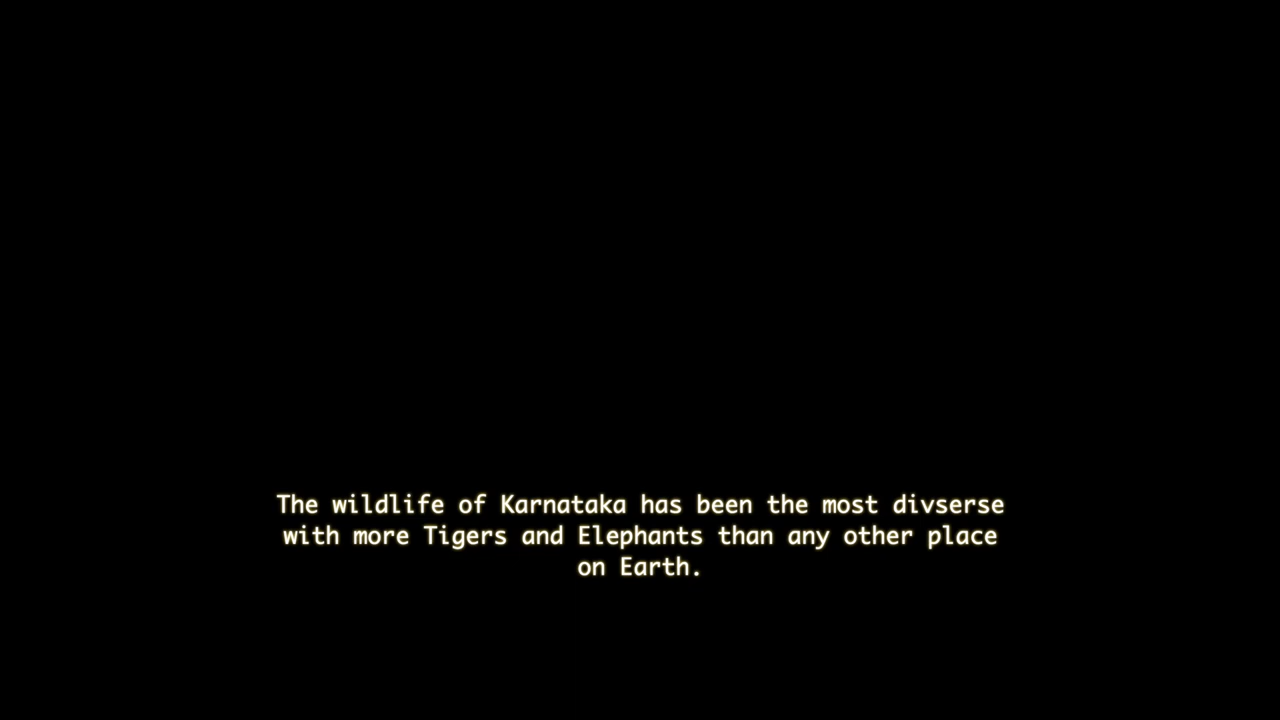 The wildlife of Karnataka has been the most divserse
with more Tigers and Elephants than any other place
on Earth.